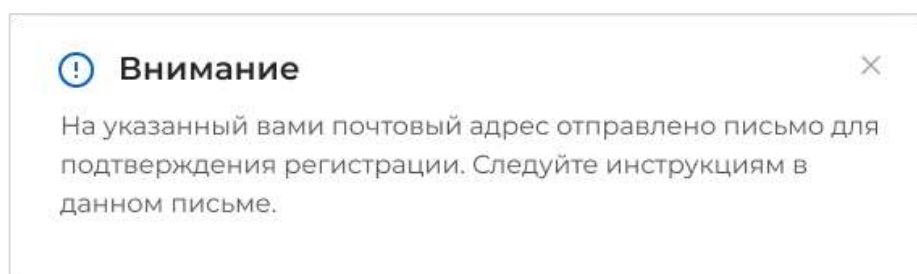 Внимание
На указанный вами почтовый адрес отправлено письмо для
подтверждения регистрации. Следуйте инструкциям в
данном письме.